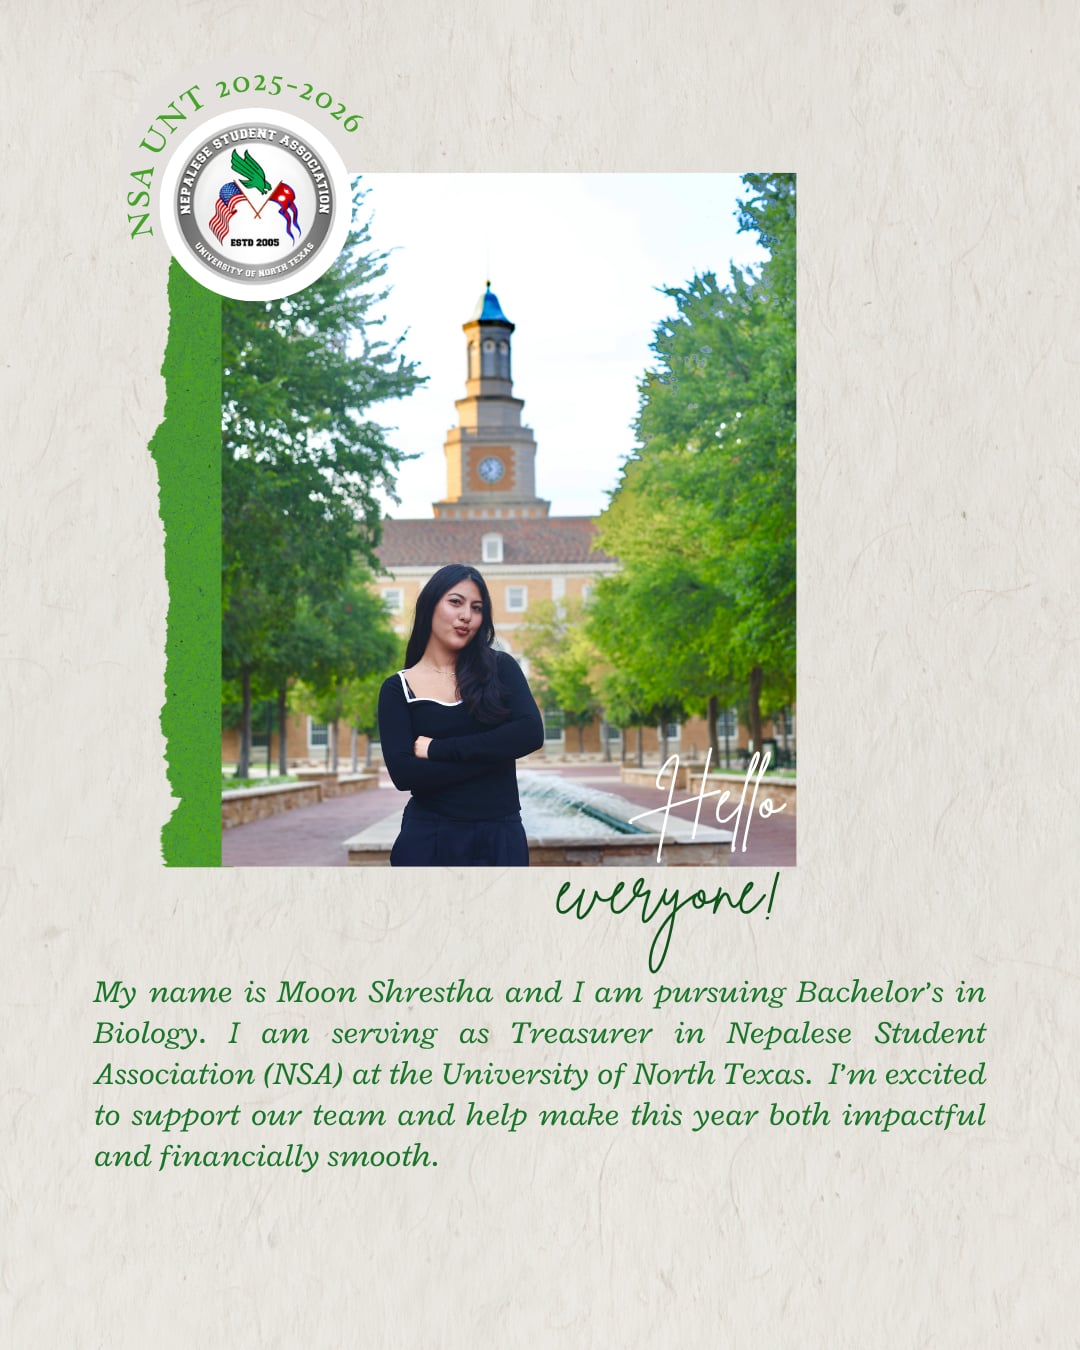 NSA UNT 2025-2026
NEPALESE STUDENT ASSOCIATION
ESTD 2005
UNIVERSITY OF NORTH TEXAS
Hello
everyone!
My name is Moon Shrestha and I am pursuing Bachelor's in
Biology. I am serving as Treasurer in Nepalese Student
Association (NSA) at the University of North Texas. I'm excited
to support our team and help make this year both impactful
and financially smooth.